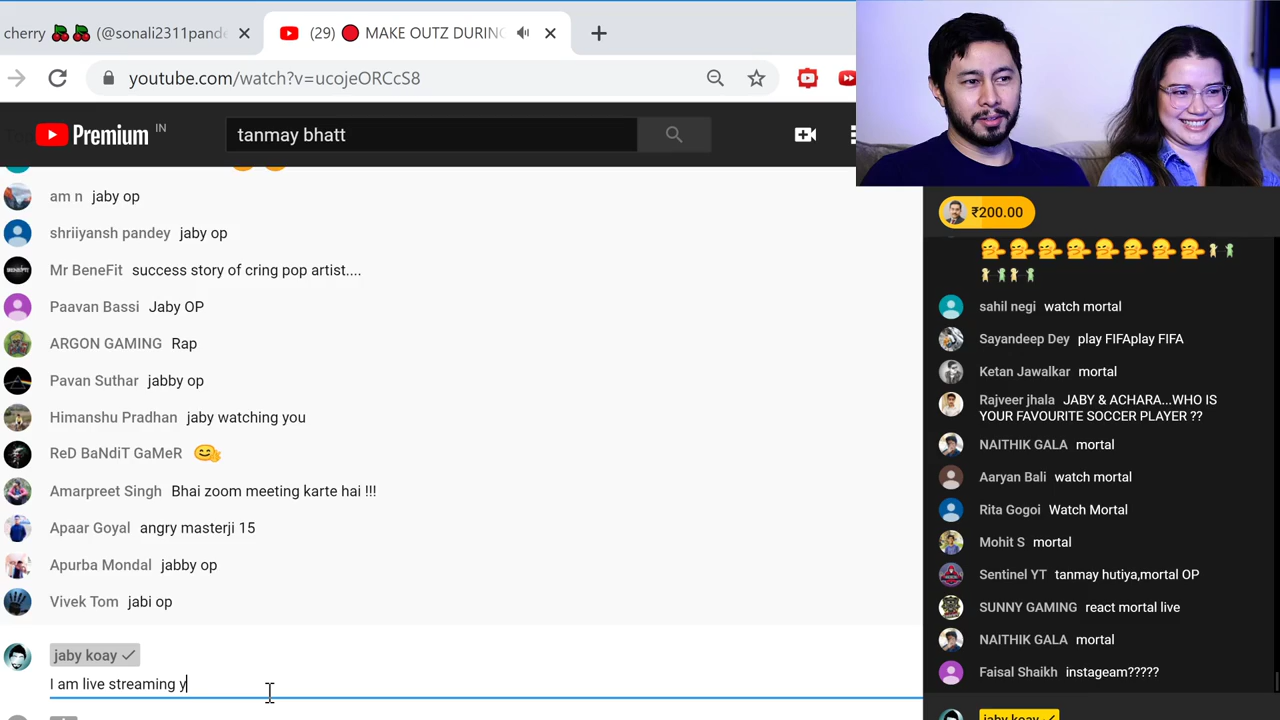 cherry 🍒 🍒 (@sonali2311pand
(29) 🔴 MAKE OUTZ DURING
youtube.com/watch?v=ucojeORCcS8
Premium IN
tanmay bhatt
am n jaby op
shriiyansh pandey jaby op
Mr BeneFit success story of cring pop artist....
Paavan Bassi Jaby OP
ARGON GAMING Rap
Pavan Suthar jabby op
Himanshu Pradhan jaby watching you
ReD BaNdiT GaMeR
Amarpreet Singh Bhai zoom meeting karte hai !!!
Apaar Goyal angry masterji 15
Apurba Mondal jabby op
Vivek Tom jabi op
jaby koay
I am live streaming y
₹200.00
sahil negi watch mortal
Sayandeep Dey play FIFAplay FIFA
Ketan Jawalkar mortal
Rajveer jhala JABY & ACHARA...WHO IS
YOUR FAVOURITE SOCCER PLAYER ??
NAITHIK GALA mortal
Aaryan Bali watch mortal
Rita Gogoi Watch Mortal
Mohit S mortal
Sentinel YT tanmay hutiya,mortal OP
SUNNY GAMING react mortal live
NAITHIK GALA mortal
Faisal Shaikh instageam?????
jaby koay